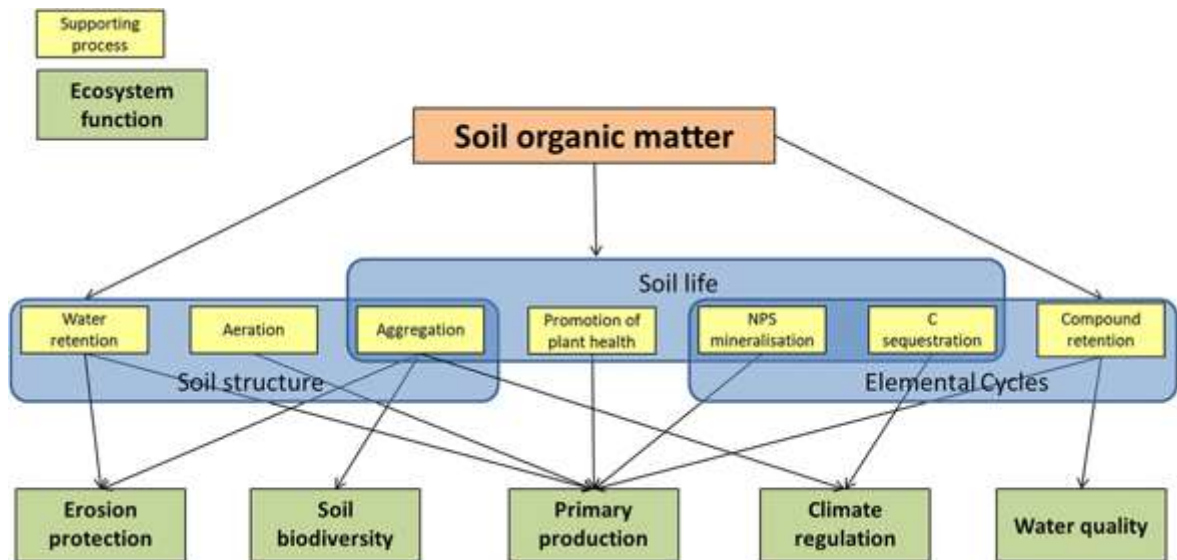 Supporting
process
Ecosystem
function
Soil organic matter
Soil life
Water
retention
Aeration
Aggregation
Promotion of
plant health
NPS
mineralisation
C
sequestration
Compound
retention
Soil structure
Elemental Cycles
Erosion
protection
Soil
biodiversity
Primary
production
Climate
regulation
Water quality